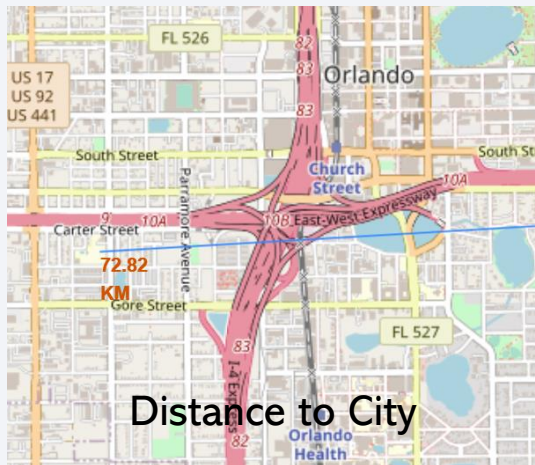 FL 526
82
83
US 17
US 92
US 441
Orlando
83
South Street
South St
Church
Street
Parramore Avenue
10A
9
10A
10B
East-West Expressway
Carter Street
72.82
KM
Gore Street
FL 527
83
I-4 Express
Distance to City
82
Orlando
Health